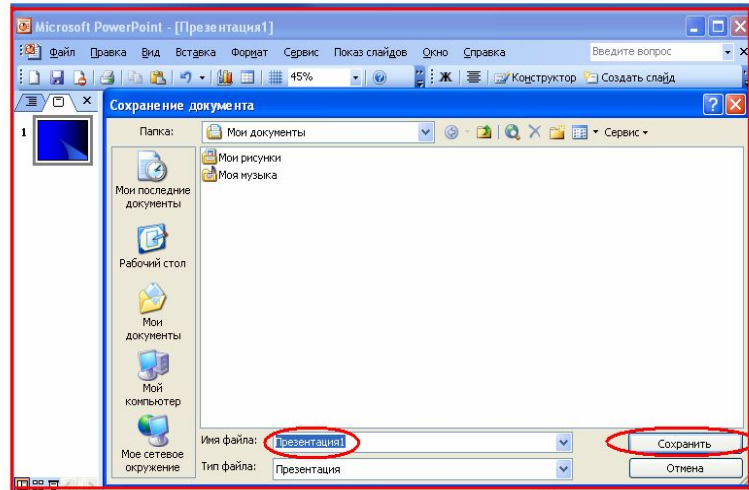 Microsoft PowerPoint - [Презентация1]
Файл Правка Вид Вставка Формат Сервис Показ слайдов Окно Справка Введите вопрос
45% Ж Конструктор Создать слайд
Сохранение документа
1
Папка: Мои документы Сервис
Мои рисунки
Моя музыка
Мои последние
документы
Рабочий стол
Мои
документы
Мой
компьютер
Мое сетевое
окружение
Имя файла: Презентация1 Сохранить
Тип файла: Презентация Отмена